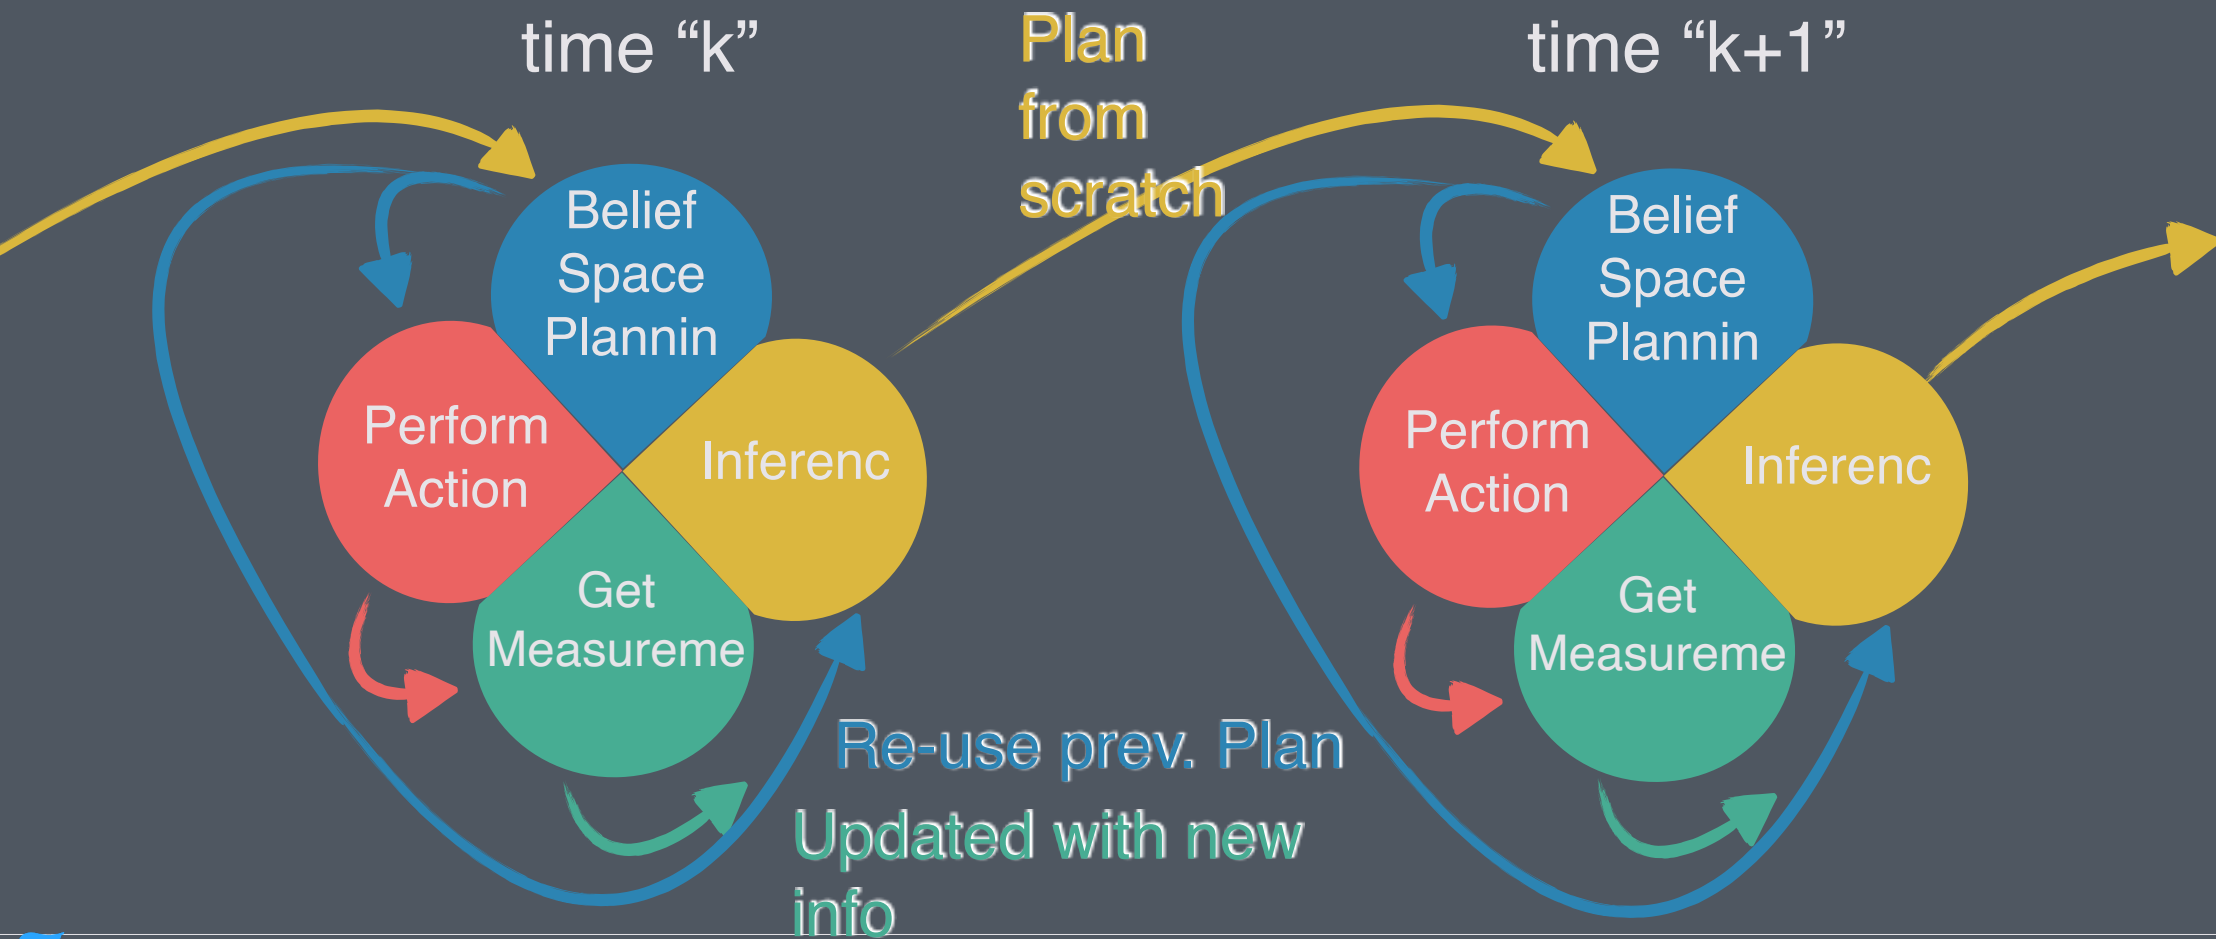 time “k”
Plan
from
scratch
time “k+1”
Belief
Space
Plannin
Perform
Action
Inferenc
Get
Measureme
Belief
Space
Plannin
Perform
Action
Inferenc
Get
Measureme
Re-use prev. Plan
Updated with new
info